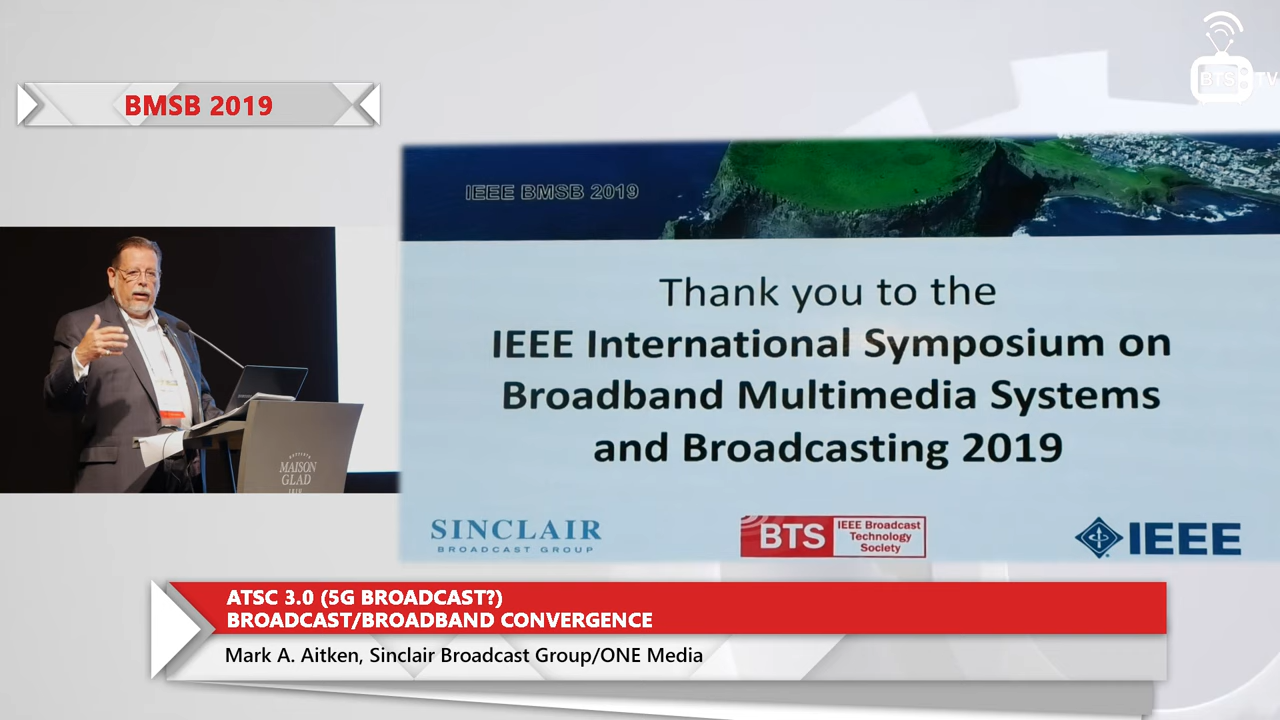 BTS TV
BMSB 2019
IEEE BMSB 2019
Thank you to the
IEEE International Symposium on
Broadband Multimedia Systems
and Broadcasting 2019
SINCLAIR
BROADCAST GROUP
BTS
IEEE Broadcast
Technology
Society
IEEE
MAISON
GLAD
ATSC 3.0 (5G BROADCAST?)
BROADCAST/BROADBAND CONVERGENCE
Mark A. Aitken, Sinclair Broadcast Group/ONE Media